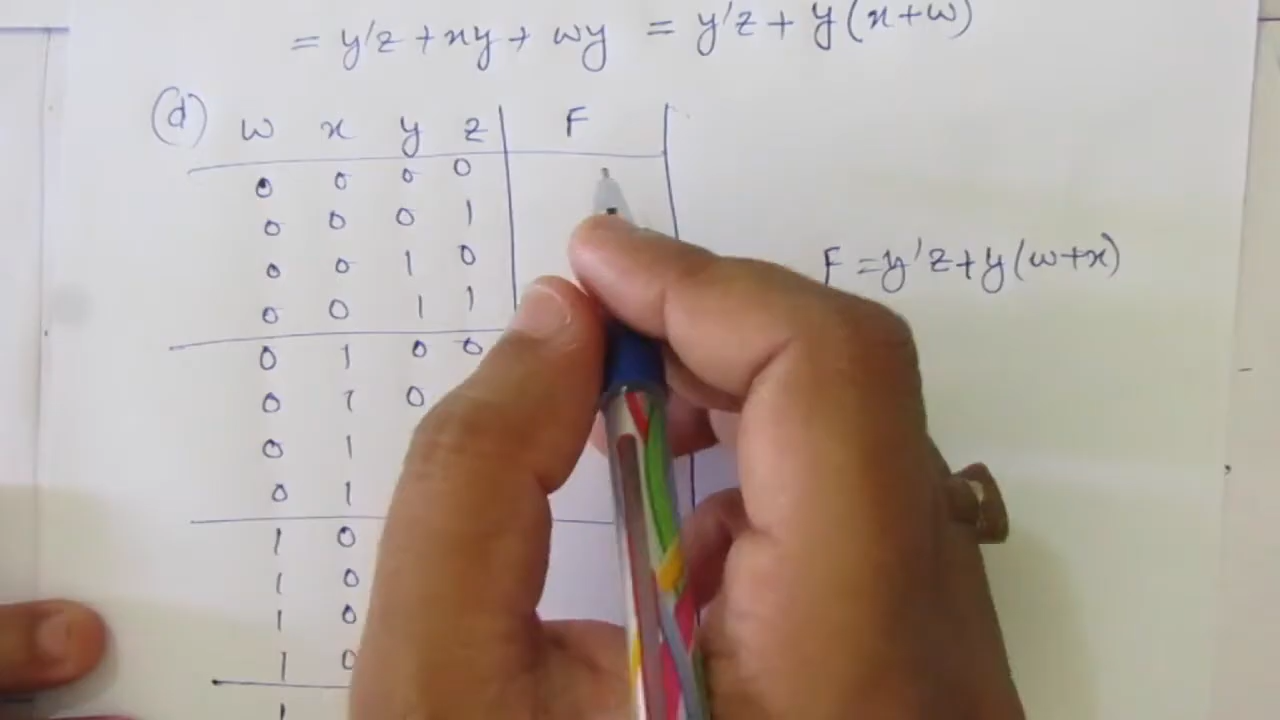 = y'z + xy + wy = y'z + y(x+w)
(d) w x y z F
0 0 0 0
0 0 0 1
0 0 1 0
F = y'z + y(w+x)
0 0 1 1
0 1 0 0
0 1 0
0 1
0 1
1 0
1 0
1 0
1 0
1